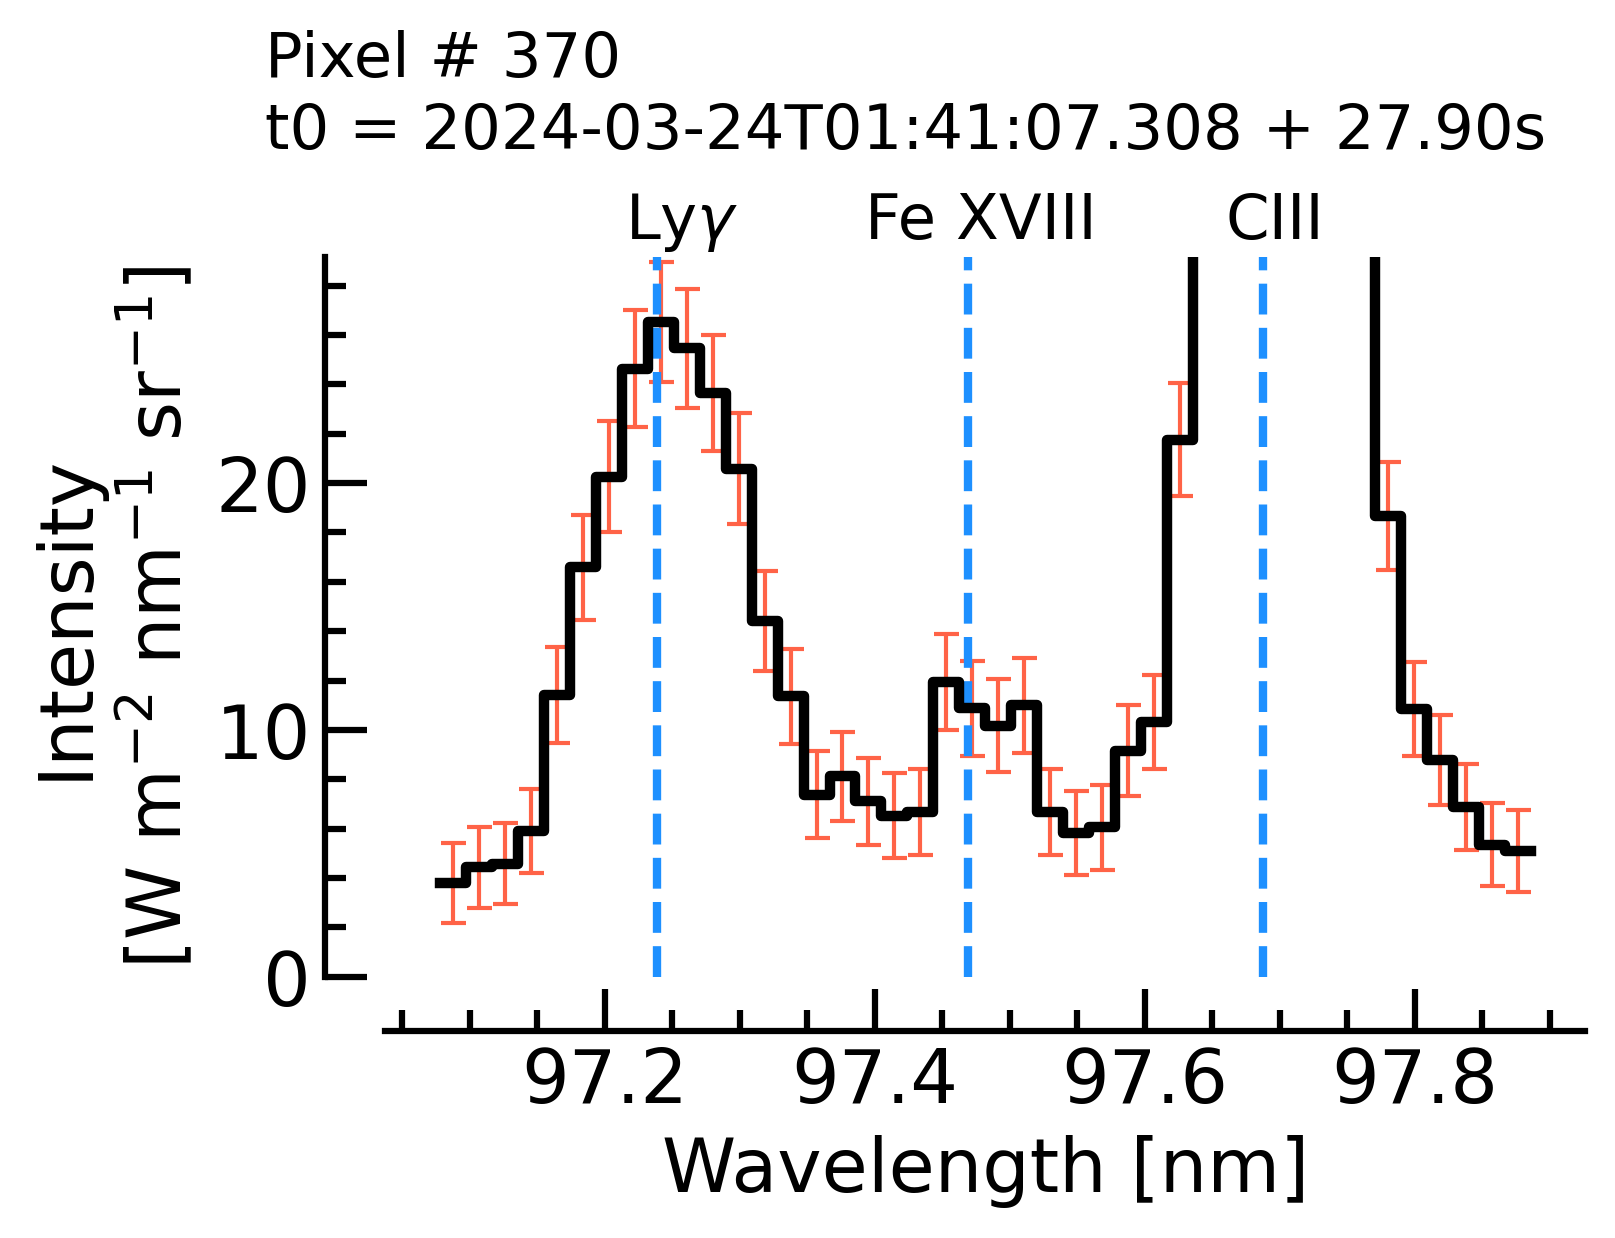 Pixel # 370
t0 = 2024-03-24T01:41:07.308 + 27.90s
Lyγ Fe XVIII CIII
Intensity
[W m⁻² nm⁻¹ sr⁻¹]
20
10
0
97.2 97.4 97.6 97.8
Wavelength [nm]